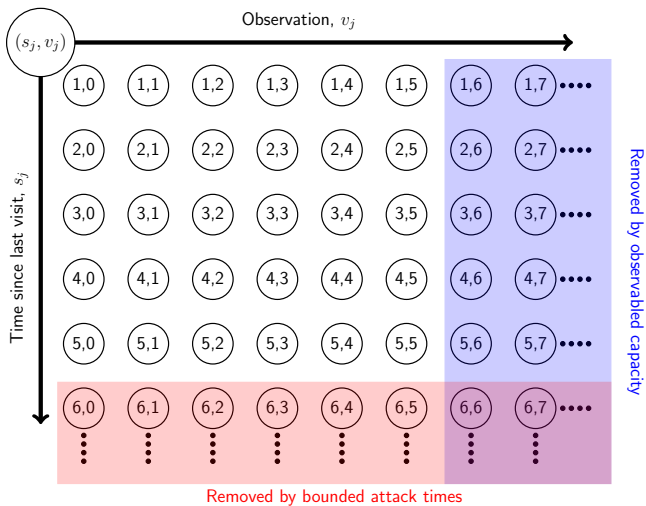 Observation, v_j
(s_j, v_j)
1,0 1,1 1,2 1,3 1,4 1,5 1,6 1,7
2,0 2,1 2,2 2,3 2,4 2,5 2,6 2,7
3,0 3,1 3,2 3,3 3,4 3,5 3,6 3,7
4,0 4,1 4,2 4,3 4,4 4,5 4,6 4,7
5,0 5,1 5,2 5,3 5,4 5,5 5,6 5,7
6,0 6,1 6,2 6,3 6,4 6,5 6,6 6,7
Time since last visit, s_j
Removed by observabled capacity
Removed by bounded attack times